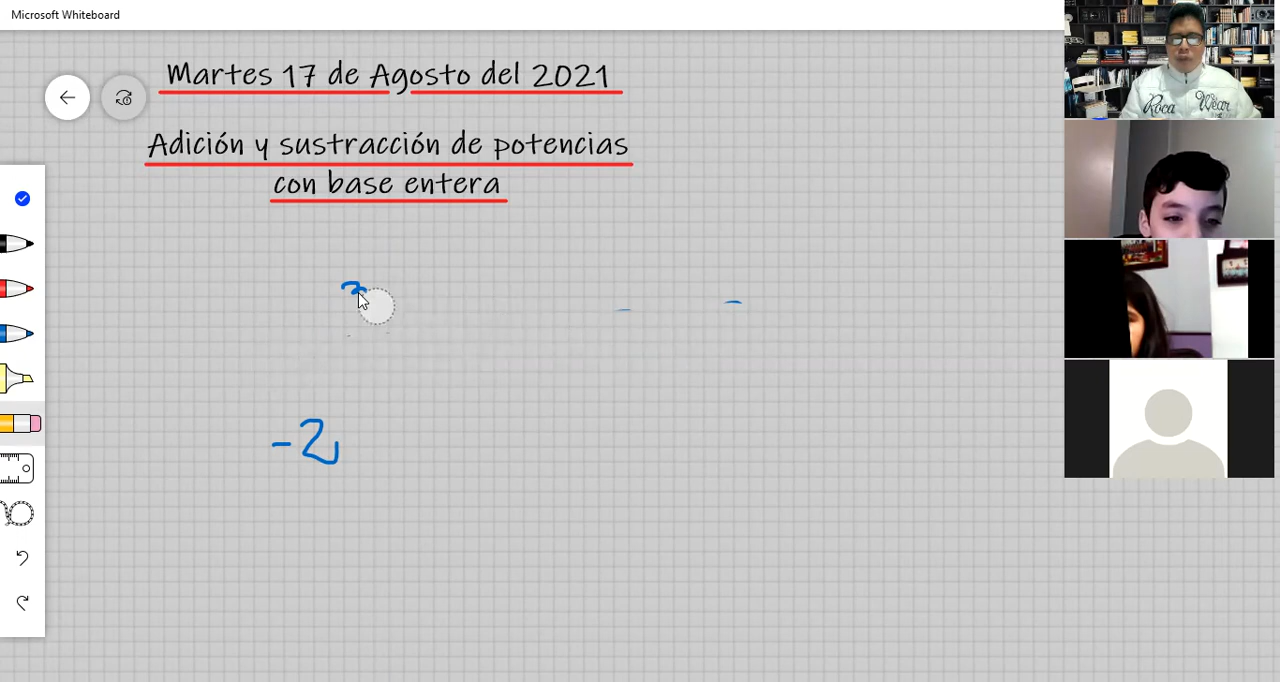 Microsoft Whiteboard
Martes 17 de Agosto del 2021
Adición y sustracción de potencias
con base entera
-2
Roca Wear